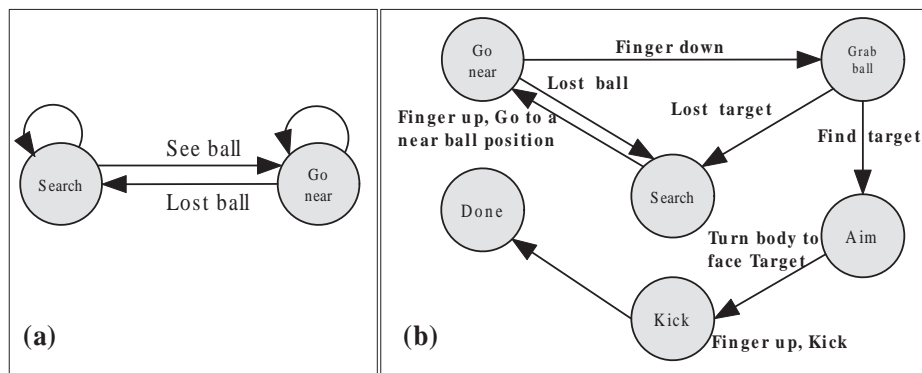 See ball
Search
Go
near
Lost ball
(a)
Go
near
Finger down
Grab
ball
Lost ball
Finger up, Go to a
near ball position
Lost target
Find target
Search
Done
Aim
Turn body to
face Target
Kick
Finger up, Kick
(b)